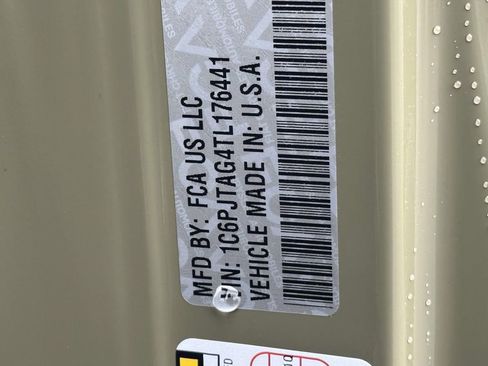 MFD BY: FCA US LLC
VIN: 1C6PJTAG4TL176441
VEHICLE MADE IN: U.S.A.